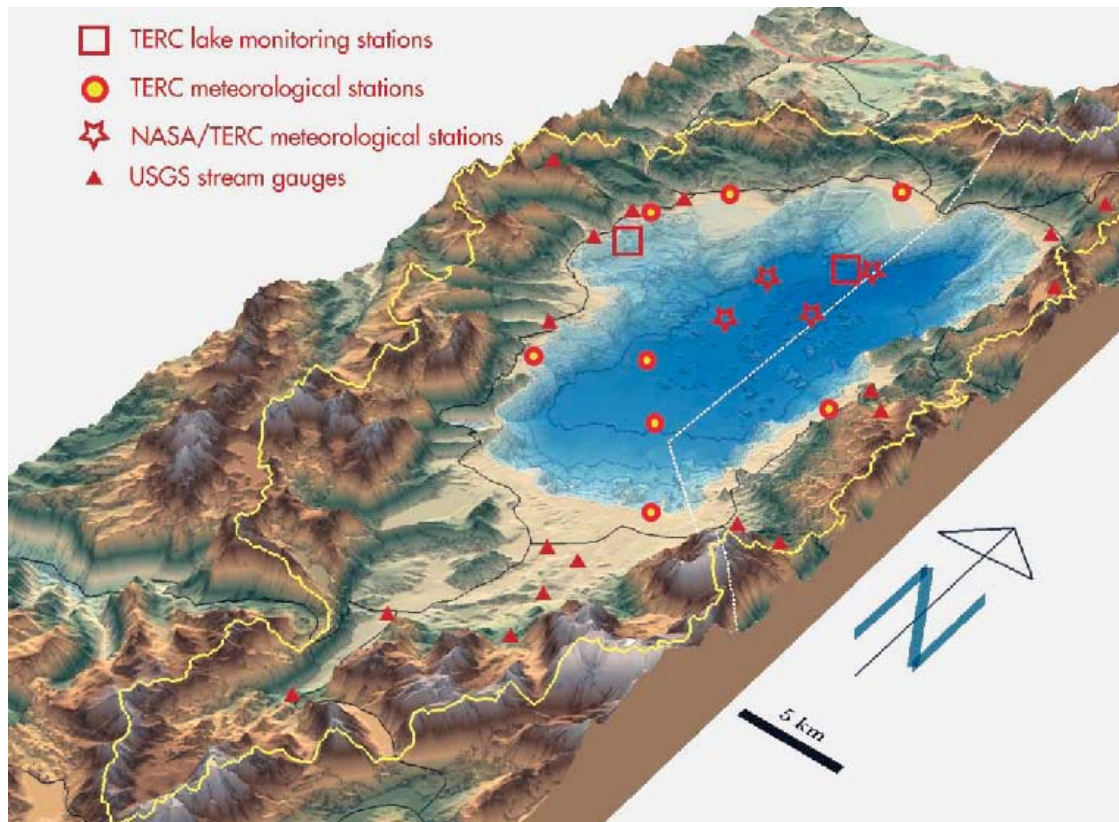 TERC lake monitoring stations
TERC meteorological stations
NASA/TERC meteorological stations
USGS stream gauges
N
5 km